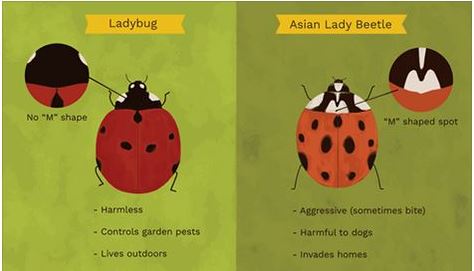 Ladybug
No "M" shape
- Harmless
- Controls garden pests
- Lives outdoors
Asian Lady Beetle
"M" shaped spot
- Aggressive (sometimes bite)
- Harmful to dogs
- Invades homes